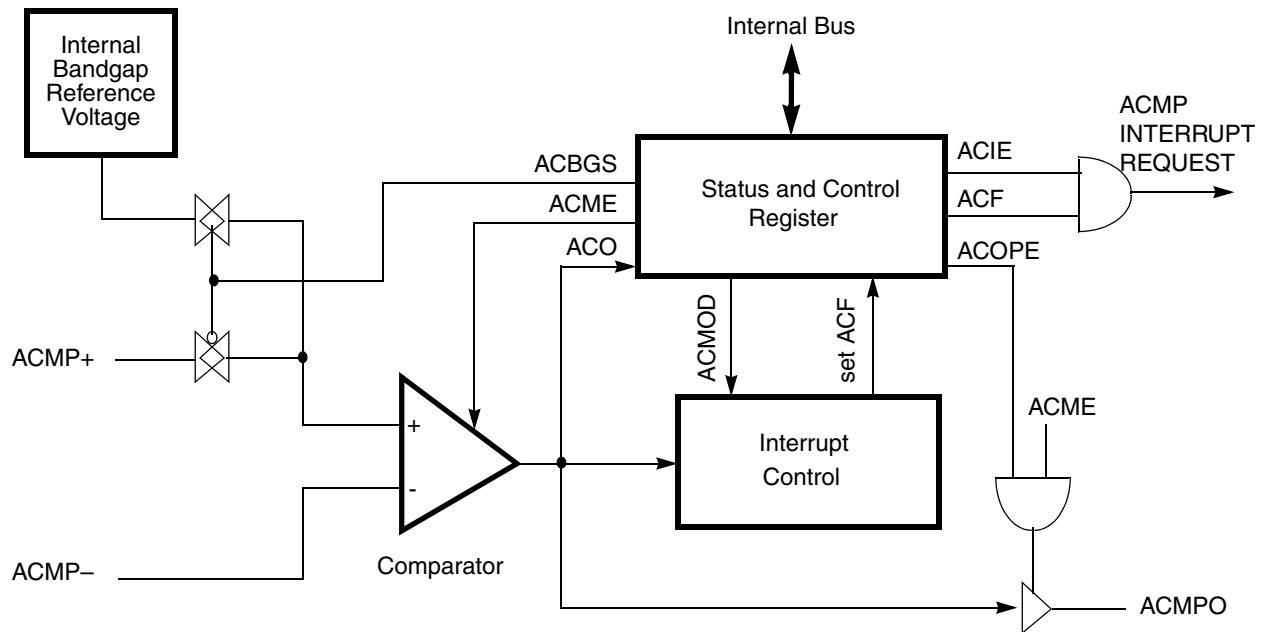 Internal Bus
Internal
Bandgap
Reference
Voltage
ACMP
INTERRUPT
REQUEST
ACBGS
ACME
ACO
Status and Control
Register
ACIE
ACF
ACOPE
ACMOD
set ACF
ACMP+
ACME
+
-
Interrupt
Control
Comparator
ACMP–
ACMPO